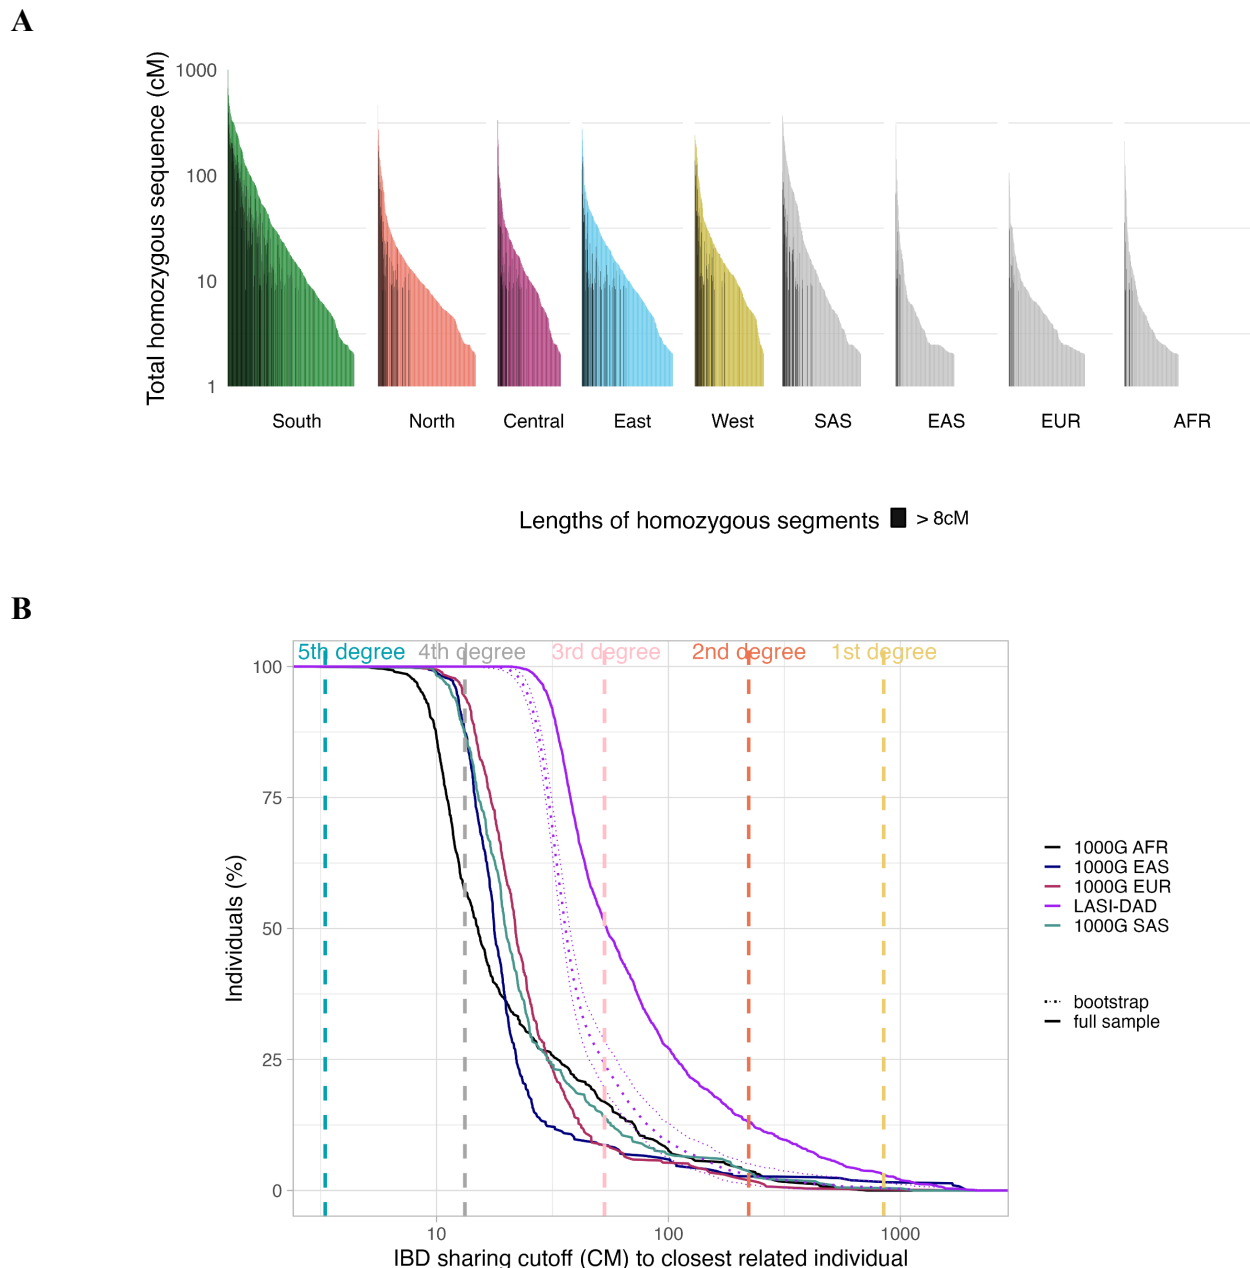 A
Total homozygous sequence (cM)
1000
100
10
1
South North Central East West SAS EAS EUR AFR
Lengths of homozygous segments > 8cM
B
5th degree 4th degree 3rd degree 2nd degree 1st degree
Individuals (%)
100
75
50
25
0
10 100 1000
IBD sharing cutoff (CM) to closest related individual
1000G AFR
1000G EAS
1000G EUR
LASI-DAD
1000G SAS
bootstrap
full sample